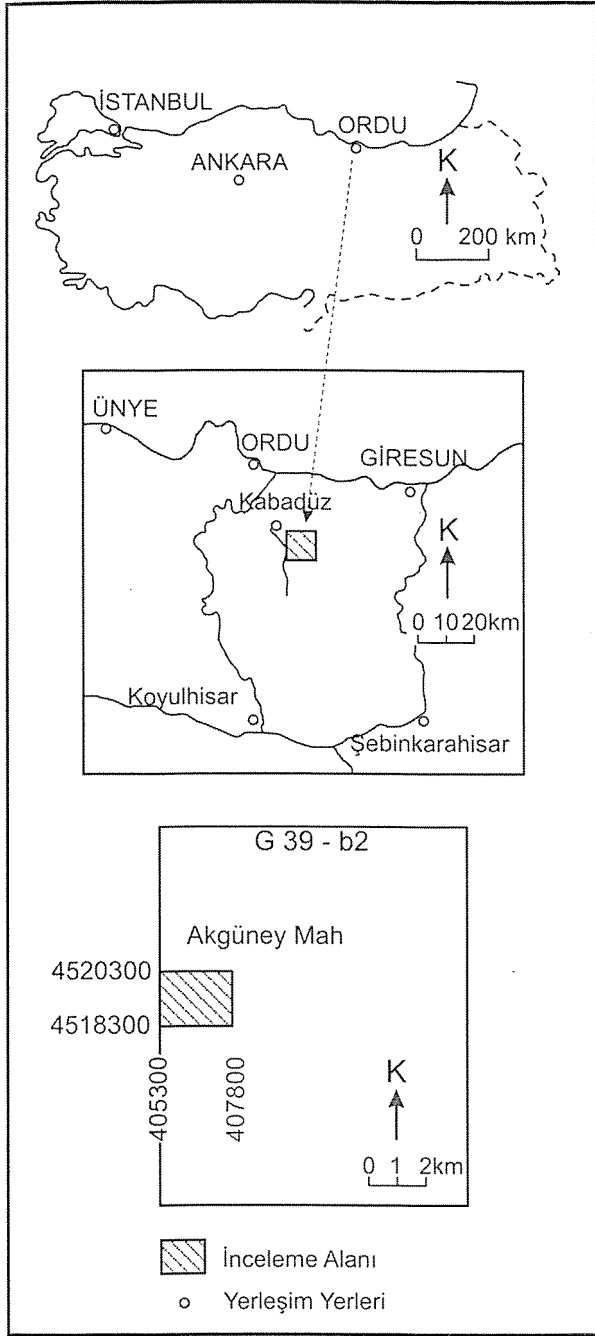 İSTANBUL
ORDU
ANKARA
K
0 200 km
ÜNYE
ORDU
GİRESUN
Kabadüz
K
0 10 20km
Koyulhisar
Şebinkarahisar
G 39 - b2
Akgüney Mah
4520300
4518300
405300
407800
K
0 1 2km
İnceleme Alanı
Yerleşim Yerleri